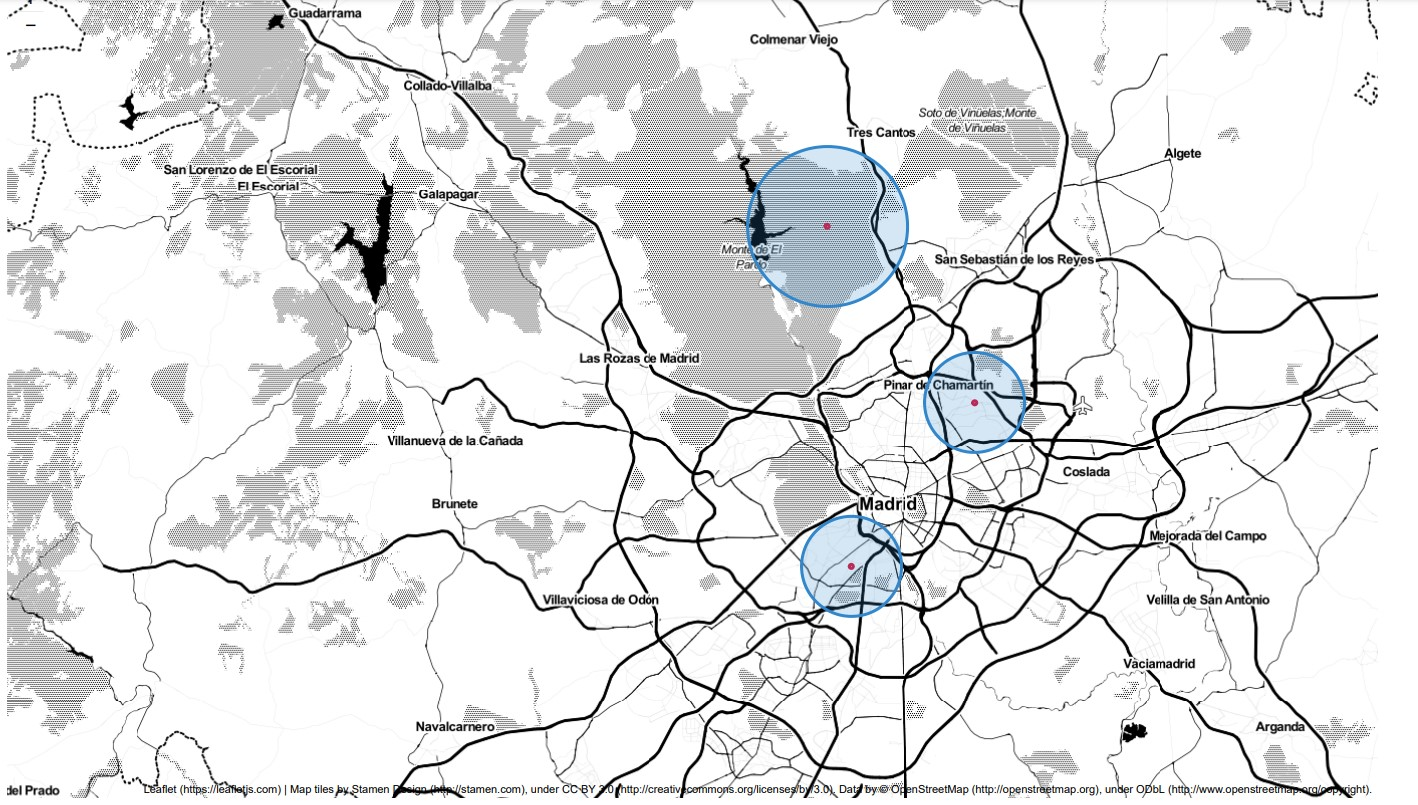 Guadarrama
Colmenar Viejo
Collado-Villalba
Soto de Viñuelas;Monte
de Viñuelas
Tres Cantos
Algete
San Lorenzo de El Escorial
El Escorial
Galapagar
Monte de El
Pardo
San Sebastián de los Reyes
Las Rozas de Madrid
Pinar de Chamartín
Villanueva de la Cañada
Coslada
Brunete
Madrid
Mejorada del Campo
Villaviciosa de Odón
Velilla de San Antonio
Vaciamadrid
Navalcarnero
Arganda
del Prado
Leaflet (https://leafletjs.com) | Map tiles by Stamen Design (http://stamen.com), under CC BY 3.0 (http://creativecommons.org/licenses/by/3.0). Data by © OpenStreetMap (http://openstreetmap.org), under ODbL (http://www.openstreetmap.org/copyright).